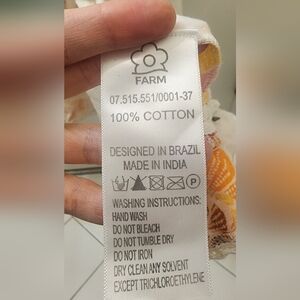 FARM
07.515.551/0001-37
100% COTTON
DESIGNED IN BRAZIL
MADE IN INDIA
P
WASHING INSTRUCTIONS:
HAND WASH
DO NOT BLEACH
DO NOT TUMBLE DRY
DO NOT IRON
DRY CLEAN ANY SOLVENT
EXCEPT TRICHLOROETHYLENE